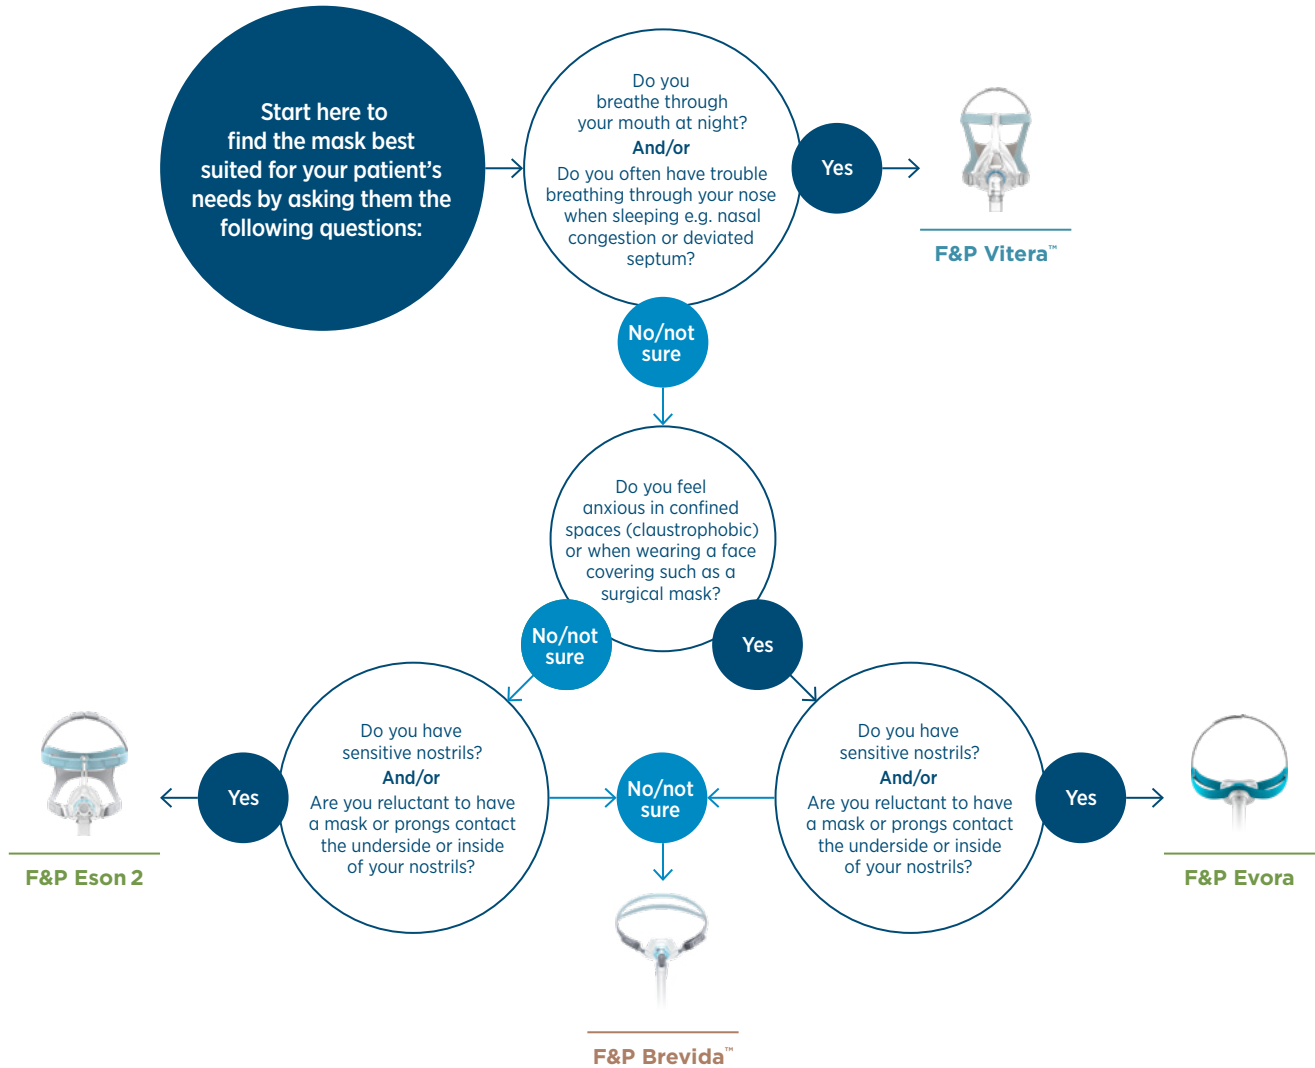 Start here to
find the mask best
suited for your patient's
needs by asking them the
following questions:
Do you
breathe through
your mouth at night?
And/or
Do you often have trouble
breathing through your nose
when sleeping e.g. nasal
congestion or deviated
septum?
Yes
F&P Vitera™
No/not
sure
Do you feel
anxious in confined
spaces (claustrophobic)
or when wearing a face
covering such as a
surgical mask?
No/not
sure
Yes
Do you have
sensitive nostrils?
And/or
Are you reluctant to have
a mask or prongs contact
the underside or inside
of your nostrils?
Yes
F&P Eson 2
No/not
sure
Do you have
sensitive nostrils?
And/or
Are you reluctant to have
a mask or prongs contact
the underside or inside
of your nostrils?
Yes
F&P Evora
F&P Brevida™